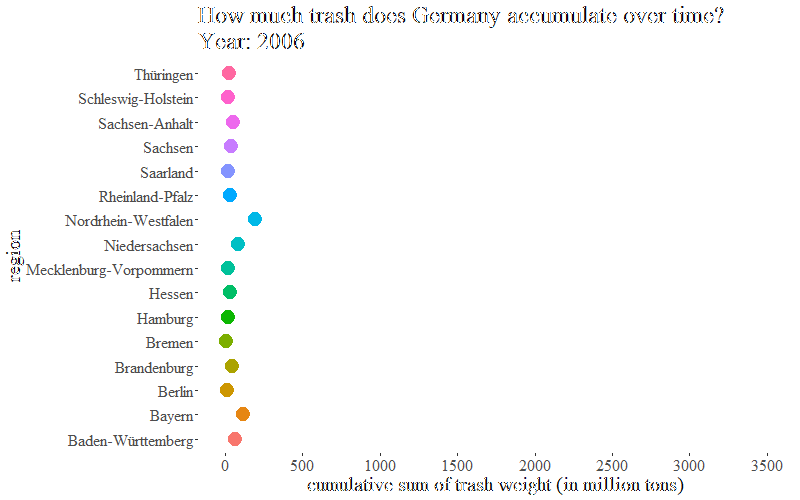 How much trash does Germany accumulate over time?
Year: 2006
Thüringen
Schleswig-Holstein
Sachsen-Anhalt
Sachsen
Saarland
Rheinland-Pfalz
Nordrhein-Westfalen
Niedersachsen
Mecklenburg-Vorpommern
Hessen
Hamburg
Bremen
Brandenburg
Berlin
Bayern
Baden-Württemberg
region
0 500 1000 1500 2000 2500 3000 3500
cumulative sum of trash weight (in million tons)